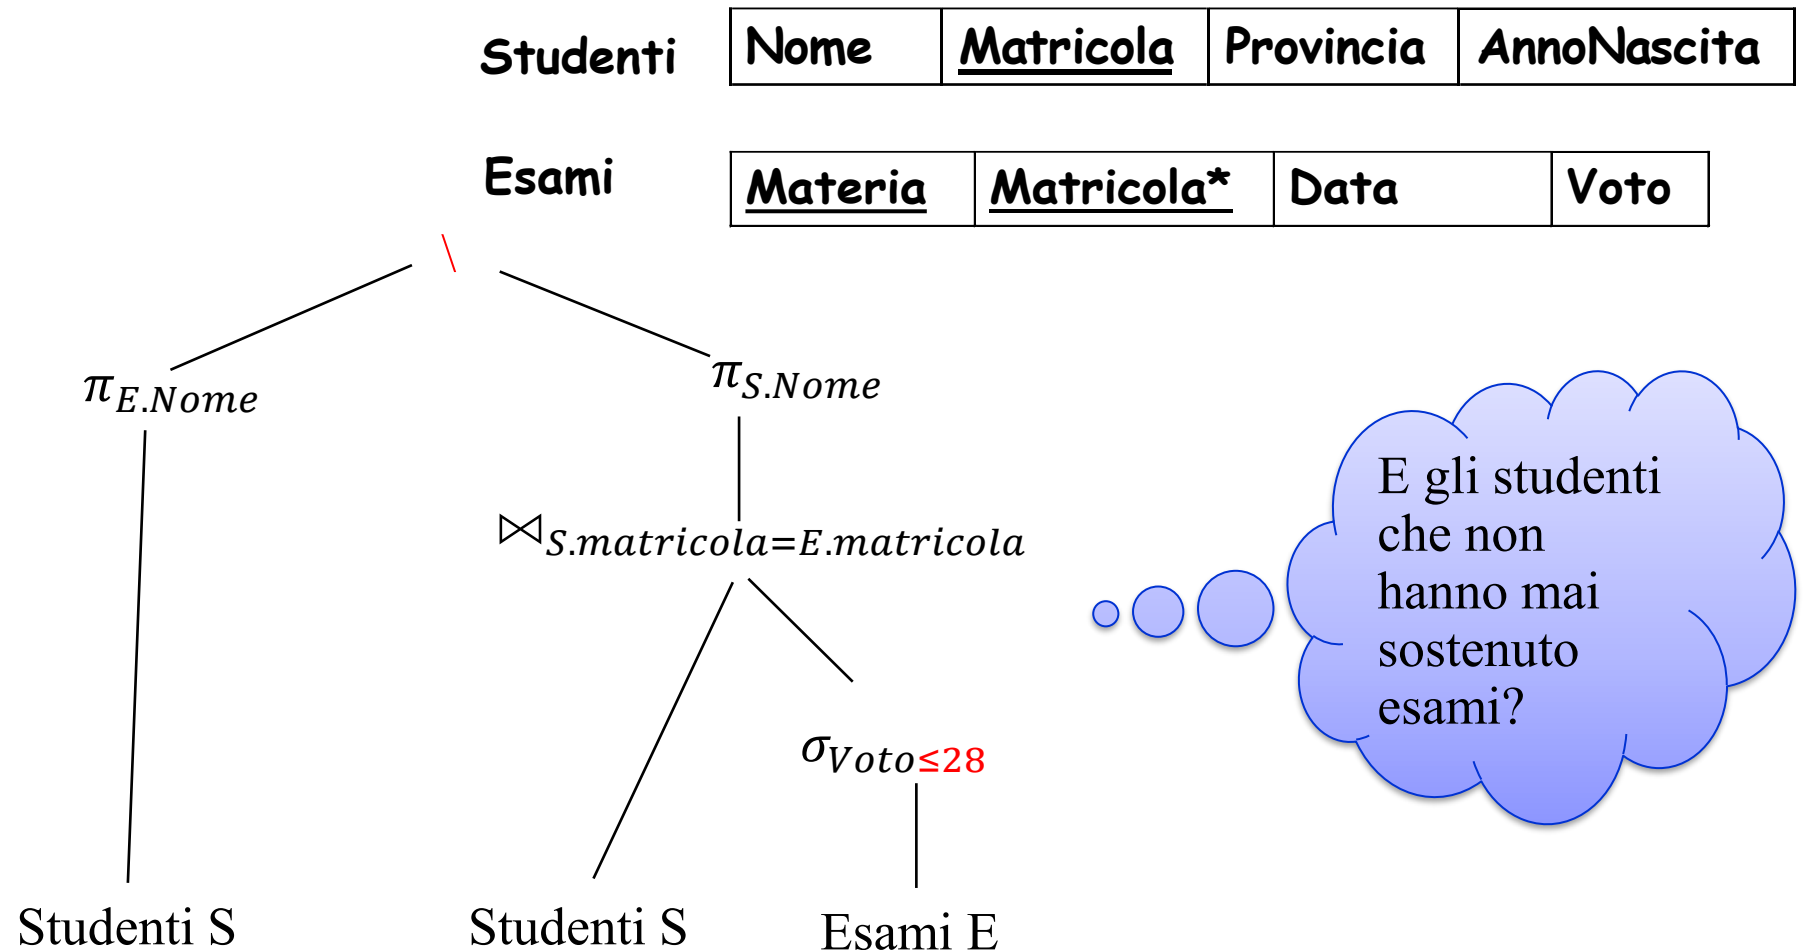 Studenti Nome Matricola Provincia AnnoNascita
Esami Materia Matricola* Data Voto
\
π E.Nome
π S.Nome
⋈ S.matricola=E.matricola
σ Voto≤28
Studenti S
Studenti S
Esami E
E gli studenti
che non
hanno mai
sostenuto
esami?